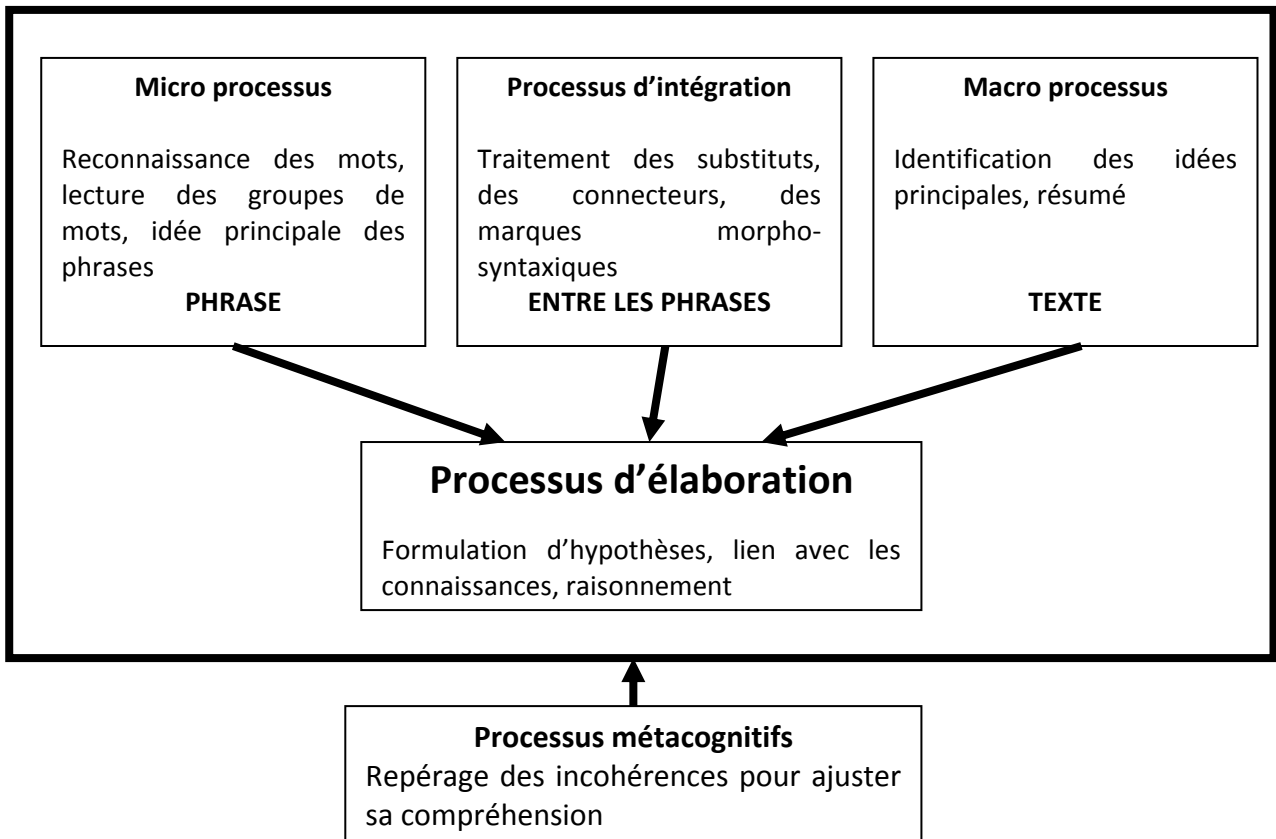 Micro processus
Reconnaissance des mots,
lecture des groupes de
mots, idée principale des
phrases
PHRASE
Processus d'intégration
Traitement des substituts,
des connecteurs, des
marques morpho-
syntaxiques
ENTRE LES PHRASES
Macro processus
Identification des idées
principales, résumé
TEXTE
Processus d'élaboration
Formulation d'hypothèses, lien avec les
connaissances, raisonnement
Processus métacognitifs
Repérage des incohérences pour ajuster
sa compréhension